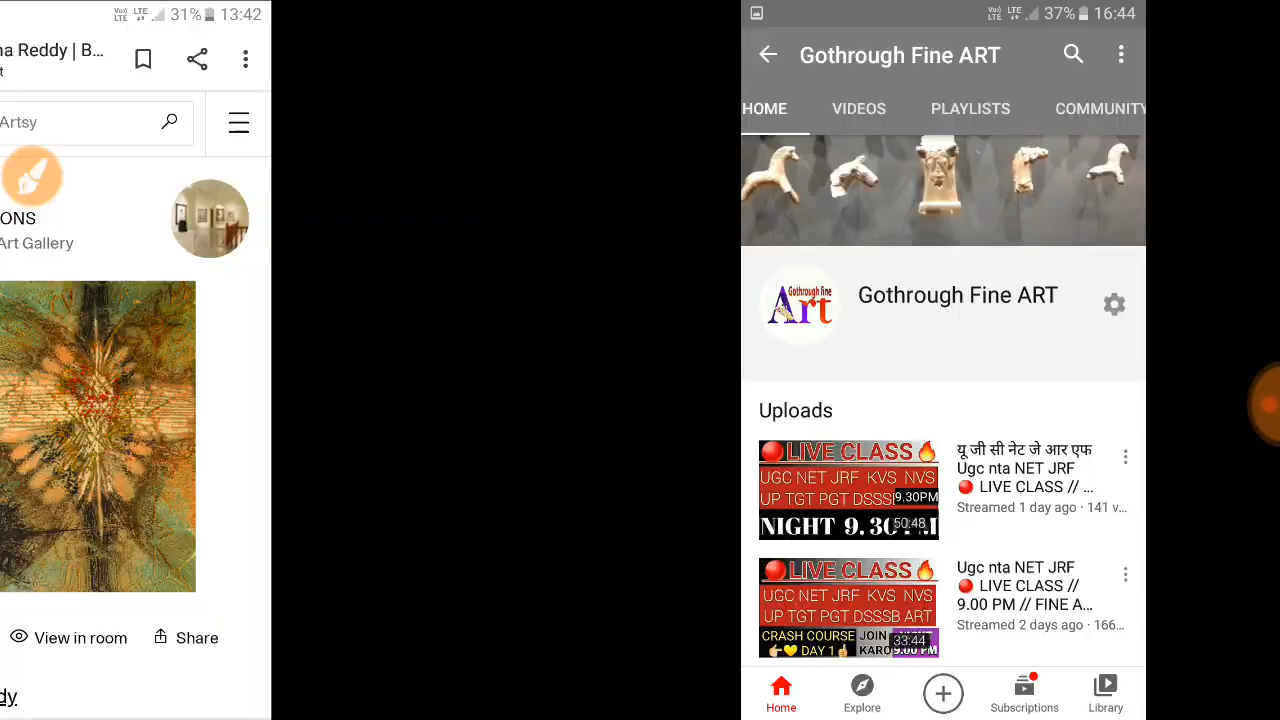 31% 13:42
na Reddy | B...
t
Artsy
ONS
Art Gallery
View in room
Share
dy
37% 16:44
Gothrough Fine ART
HOME VIDEOS PLAYLISTS COMMUNITY
Gothrough fine
Art
Gothrough Fine ART
Uploads
LIVE CLASS
UGC NET JRF KVS NVS
UP TGT PGT DSSS 9.30PM
NIGHT 9.30 PM
50:48
यू जी सी नेट जे आर एफ
Ugc nta NET JRF
LIVE CLASS // ...
Streamed 1 day ago · 141 v...
LIVE CLASS
UGC NET JRF KVS NVS
UP TGT PGT DSSSB ART
CRASH COURSE JOIN
DAY 1 KARO 9.00 PM
33:44
Ugc nta NET JRF
LIVE CLASS //
9.00 PM // FINE A...
Streamed 2 days ago · 166...
Home
Explore
Subscriptions
Library